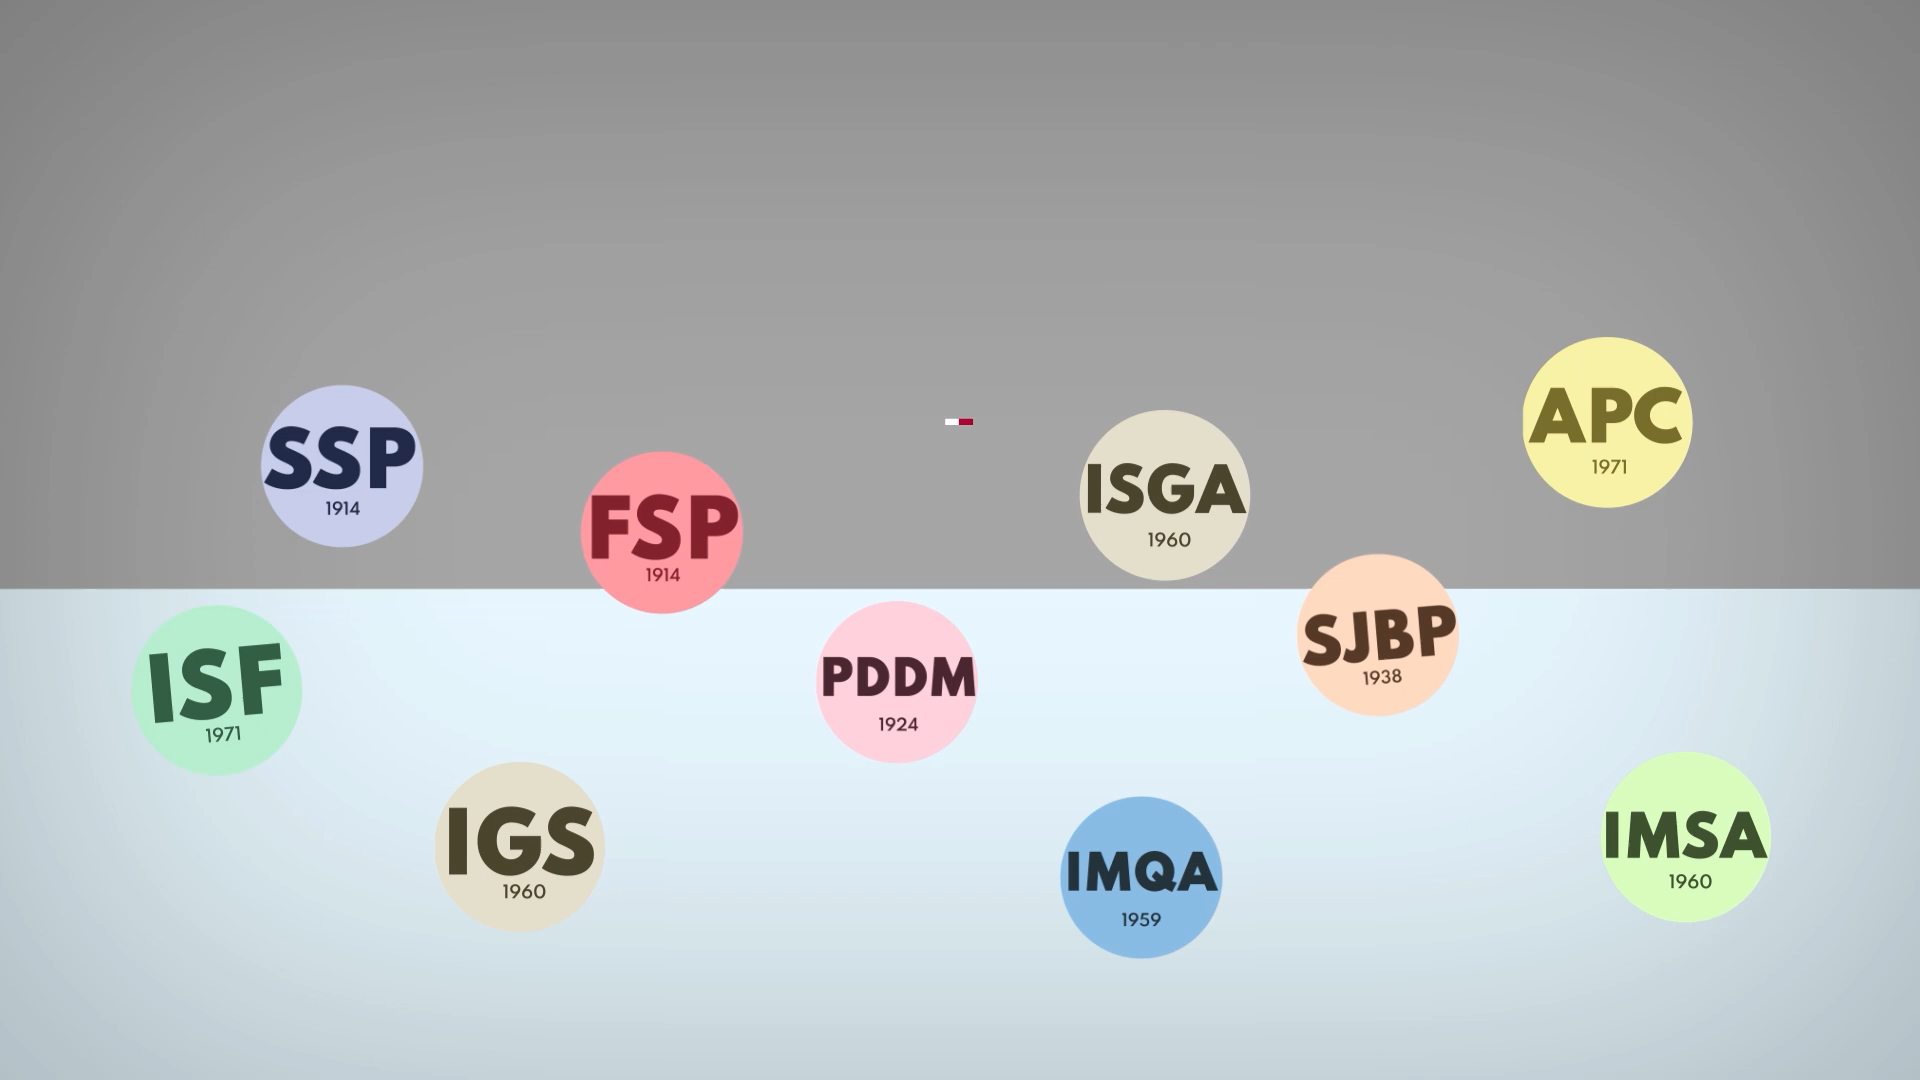 SSP
1914
FSP
1914
ISGA
1960
APC
1971
ISF
1971
PDDM
1924
SJBP
1938
IGS
1960
IMQA
1959
IMSA
1960